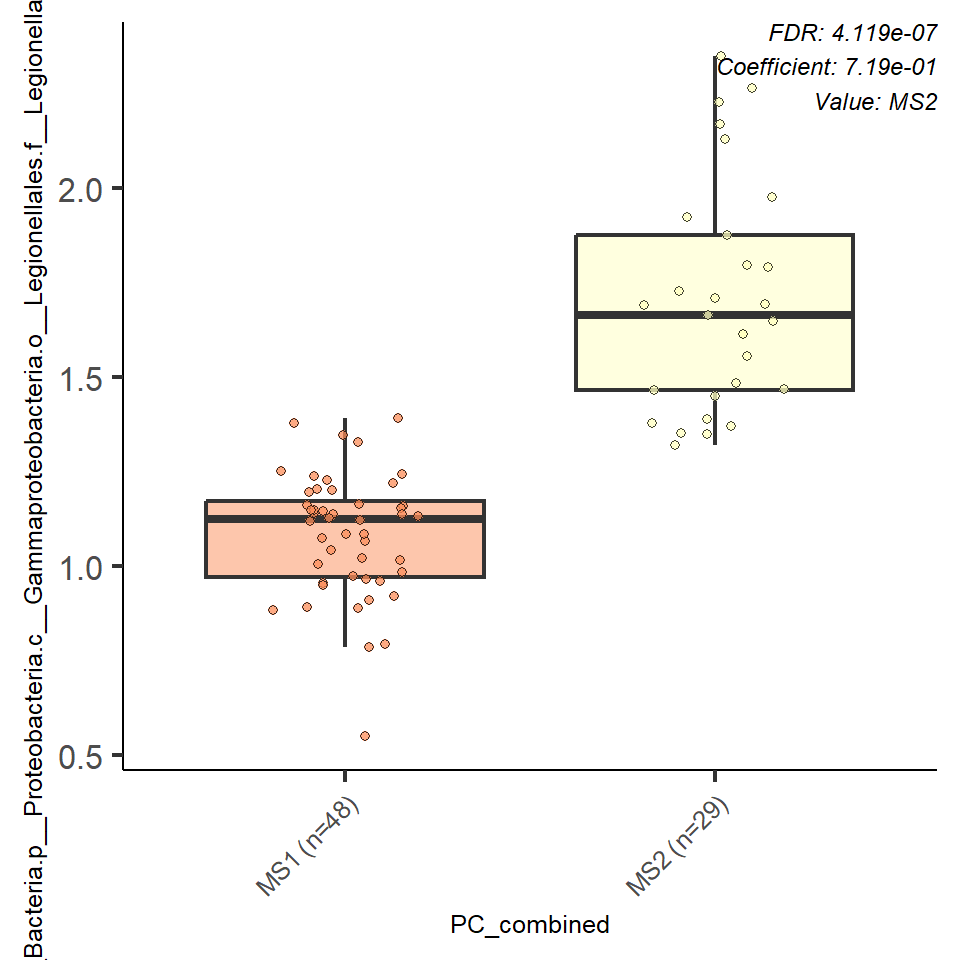 FDR: 4.119e-07
Coefficient: 7.19e-01
Value: MS2
_Bacteria.p__Proteobacteria.c__Gammaproteobacteria.o__Legionellales.f__Legionella
2.0
1.5
1.0
0.5
MS1 (n=48)
MS2 (n=29)
PC_combined